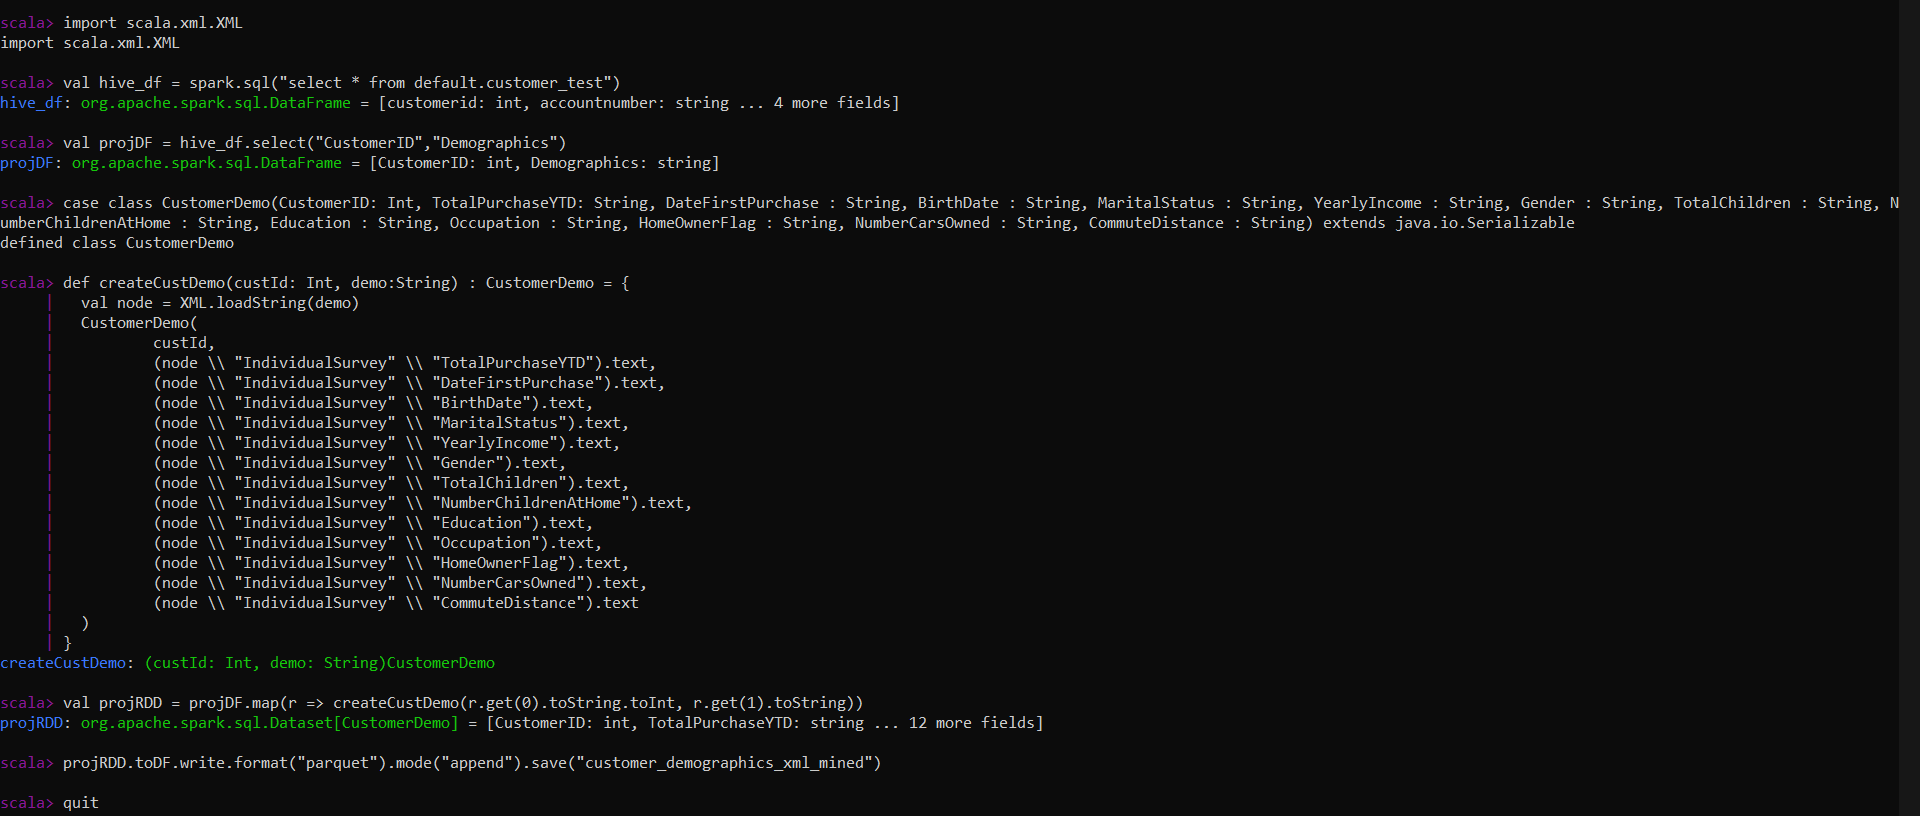 scala> import scala.xml.XML
import scala.xml.XML
scala> val hive_df = spark.sql("select * from default.customer_test")
hive_df: org.apache.spark.sql.DataFrame = [customerid: int, accountnumber: string ... 4 more fields]
scala> val projDF = hive_df.select("CustomerID","Demographics")
projDF: org.apache.spark.sql.DataFrame = [CustomerID: int, Demographics: string]
scala> case class CustomerDemo(CustomerID: Int, TotalPurchaseYTD: String, DateFirstPurchase : String, BirthDate : String, MaritalStatus : String, YearlyIncome : String, Gender : String, TotalChildren : String, N
umberChildrenAtHome : String, Education : String, Occupation : String, HomeOwnerFlag : String, NumberCarsOwned : String, CommuteDistance : String) extends java.io.Serializable
defined class CustomerDemo
scala> def createCustDemo(custId: Int, demo:String) : CustomerDemo = {
     |   val node = XML.loadString(demo)
     |   CustomerDemo(
     |           custId,
     |           (node \\ "IndividualSurvey" \\ "TotalPurchaseYTD").text,
     |           (node \\ "IndividualSurvey" \\ "DateFirstPurchase").text,
     |           (node \\ "IndividualSurvey" \\ "BirthDate").text,
     |           (node \\ "IndividualSurvey" \\ "MaritalStatus").text,
     |           (node \\ "IndividualSurvey" \\ "YearlyIncome").text,
     |           (node \\ "IndividualSurvey" \\ "Gender").text,
     |           (node \\ "IndividualSurvey" \\ "TotalChildren").text,
     |           (node \\ "IndividualSurvey" \\ "NumberChildrenAtHome").text,
     |           (node \\ "IndividualSurvey" \\ "Education").text,
     |           (node \\ "IndividualSurvey" \\ "Occupation").text,
     |           (node \\ "IndividualSurvey" \\ "HomeOwnerFlag").text,
     |           (node \\ "IndividualSurvey" \\ "NumberCarsOwned").text,
     |           (node \\ "IndividualSurvey" \\ "CommuteDistance").text
     |   )
     | }
createCustDemo: (custId: Int, demo: String)CustomerDemo
scala> val projRDD = projDF.map(r => createCustDemo(r.get(0).toString.toInt, r.get(1).toString))
projRDD: org.apache.spark.sql.Dataset[CustomerDemo] = [CustomerID: int, TotalPurchaseYTD: string ... 12 more fields]
scala> projRDD.toDF.write.format("parquet").mode("append").save("customer_demographics_xml_mined")
scala> quit